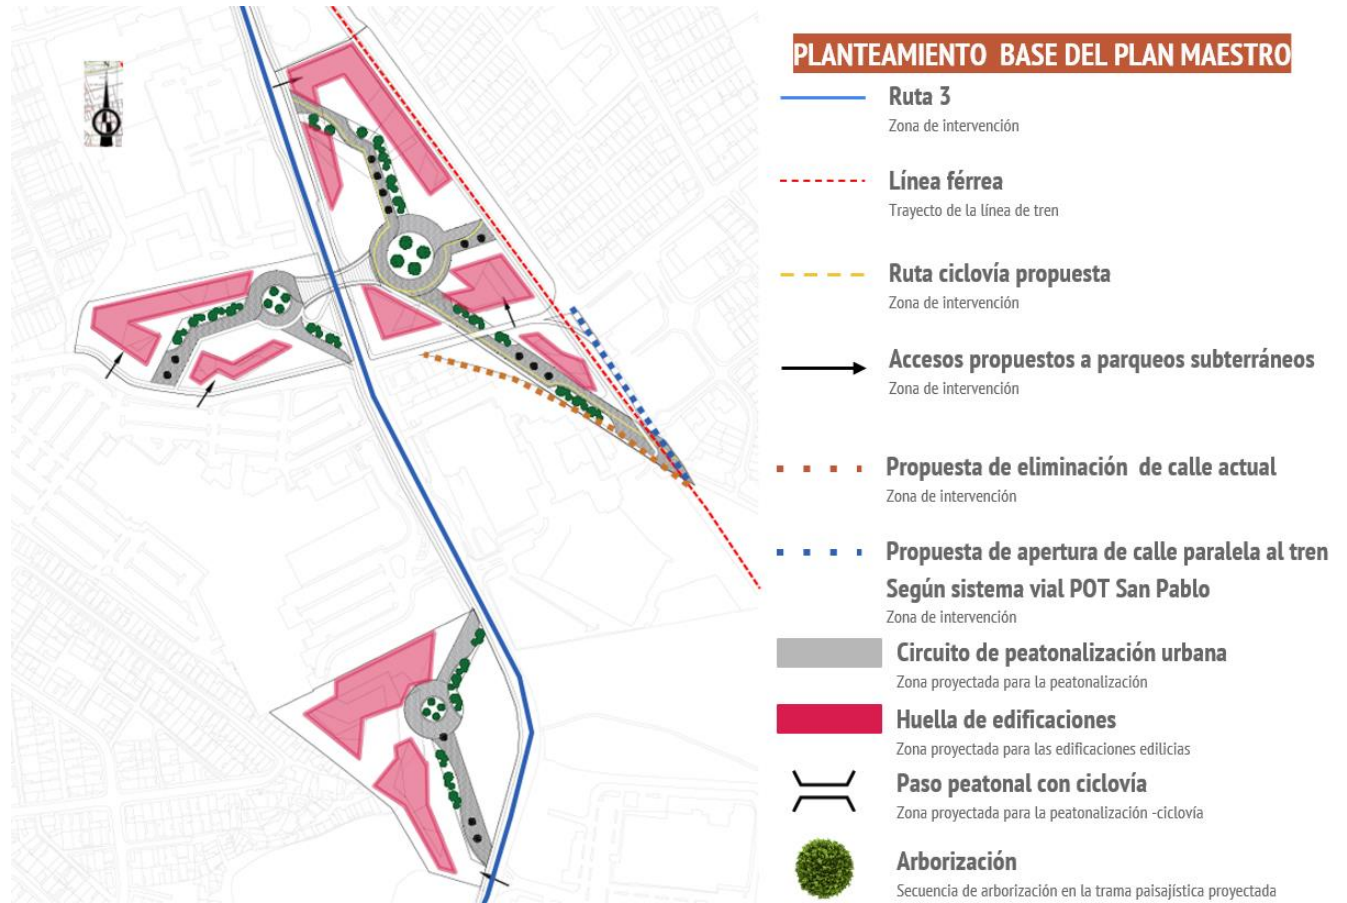 PLANTEAMIENTO BASE DEL PLAN MAESTRO
Ruta 3
Zona de intervención
Línea férrea
Trayecto de la línea de tren
Ruta ciclovía propuesta
Zona de intervención
Accesos propuestos a parqueos subterráneos
Zona de intervención
Propuesta de eliminación de calle actual
Zona de intervención
Propuesta de apertura de calle paralela al tren
Según sistema vial POT San Pablo
Zona de intervención
Circuito de peatonalización urbana
Zona proyectada para la peatonalización
Huella de edificaciones
Zona proyectada para las edificaciones edilicias
Paso peatonal con ciclovía
Zona proyectada para la peatonalización -ciclovía
Arborización
Secuencia de arborización en la trama paisajística proyectada